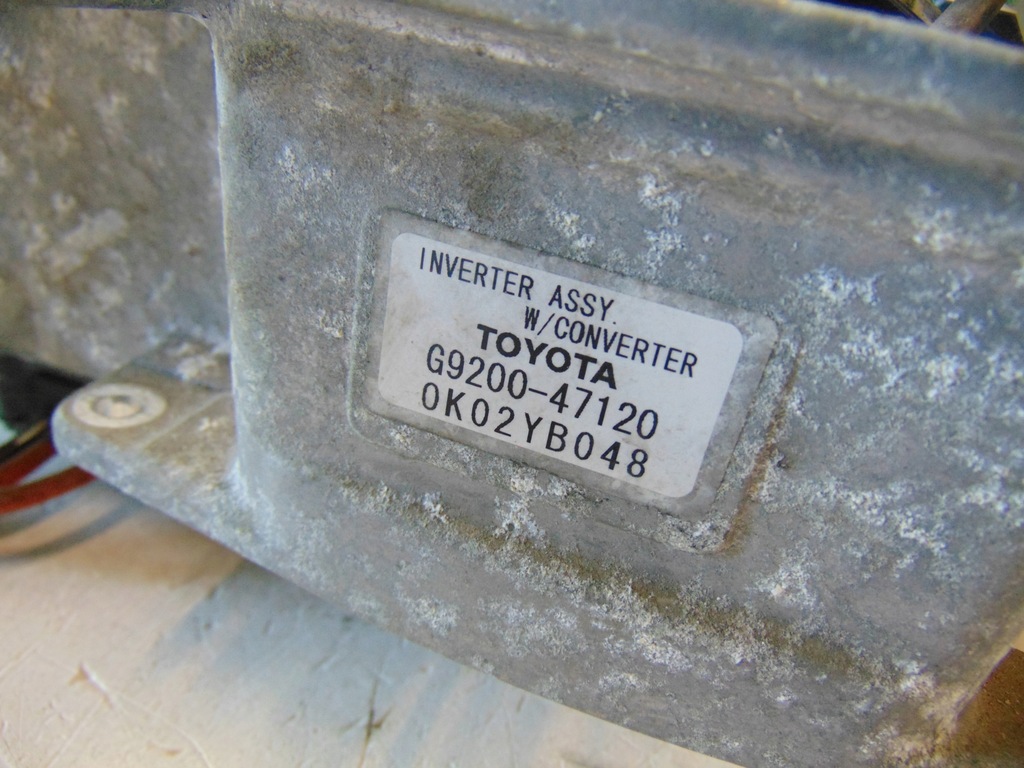 INVERTER ASSY.
W/CONVERTER
TOYOTA
G9200-47120
0K02YB048